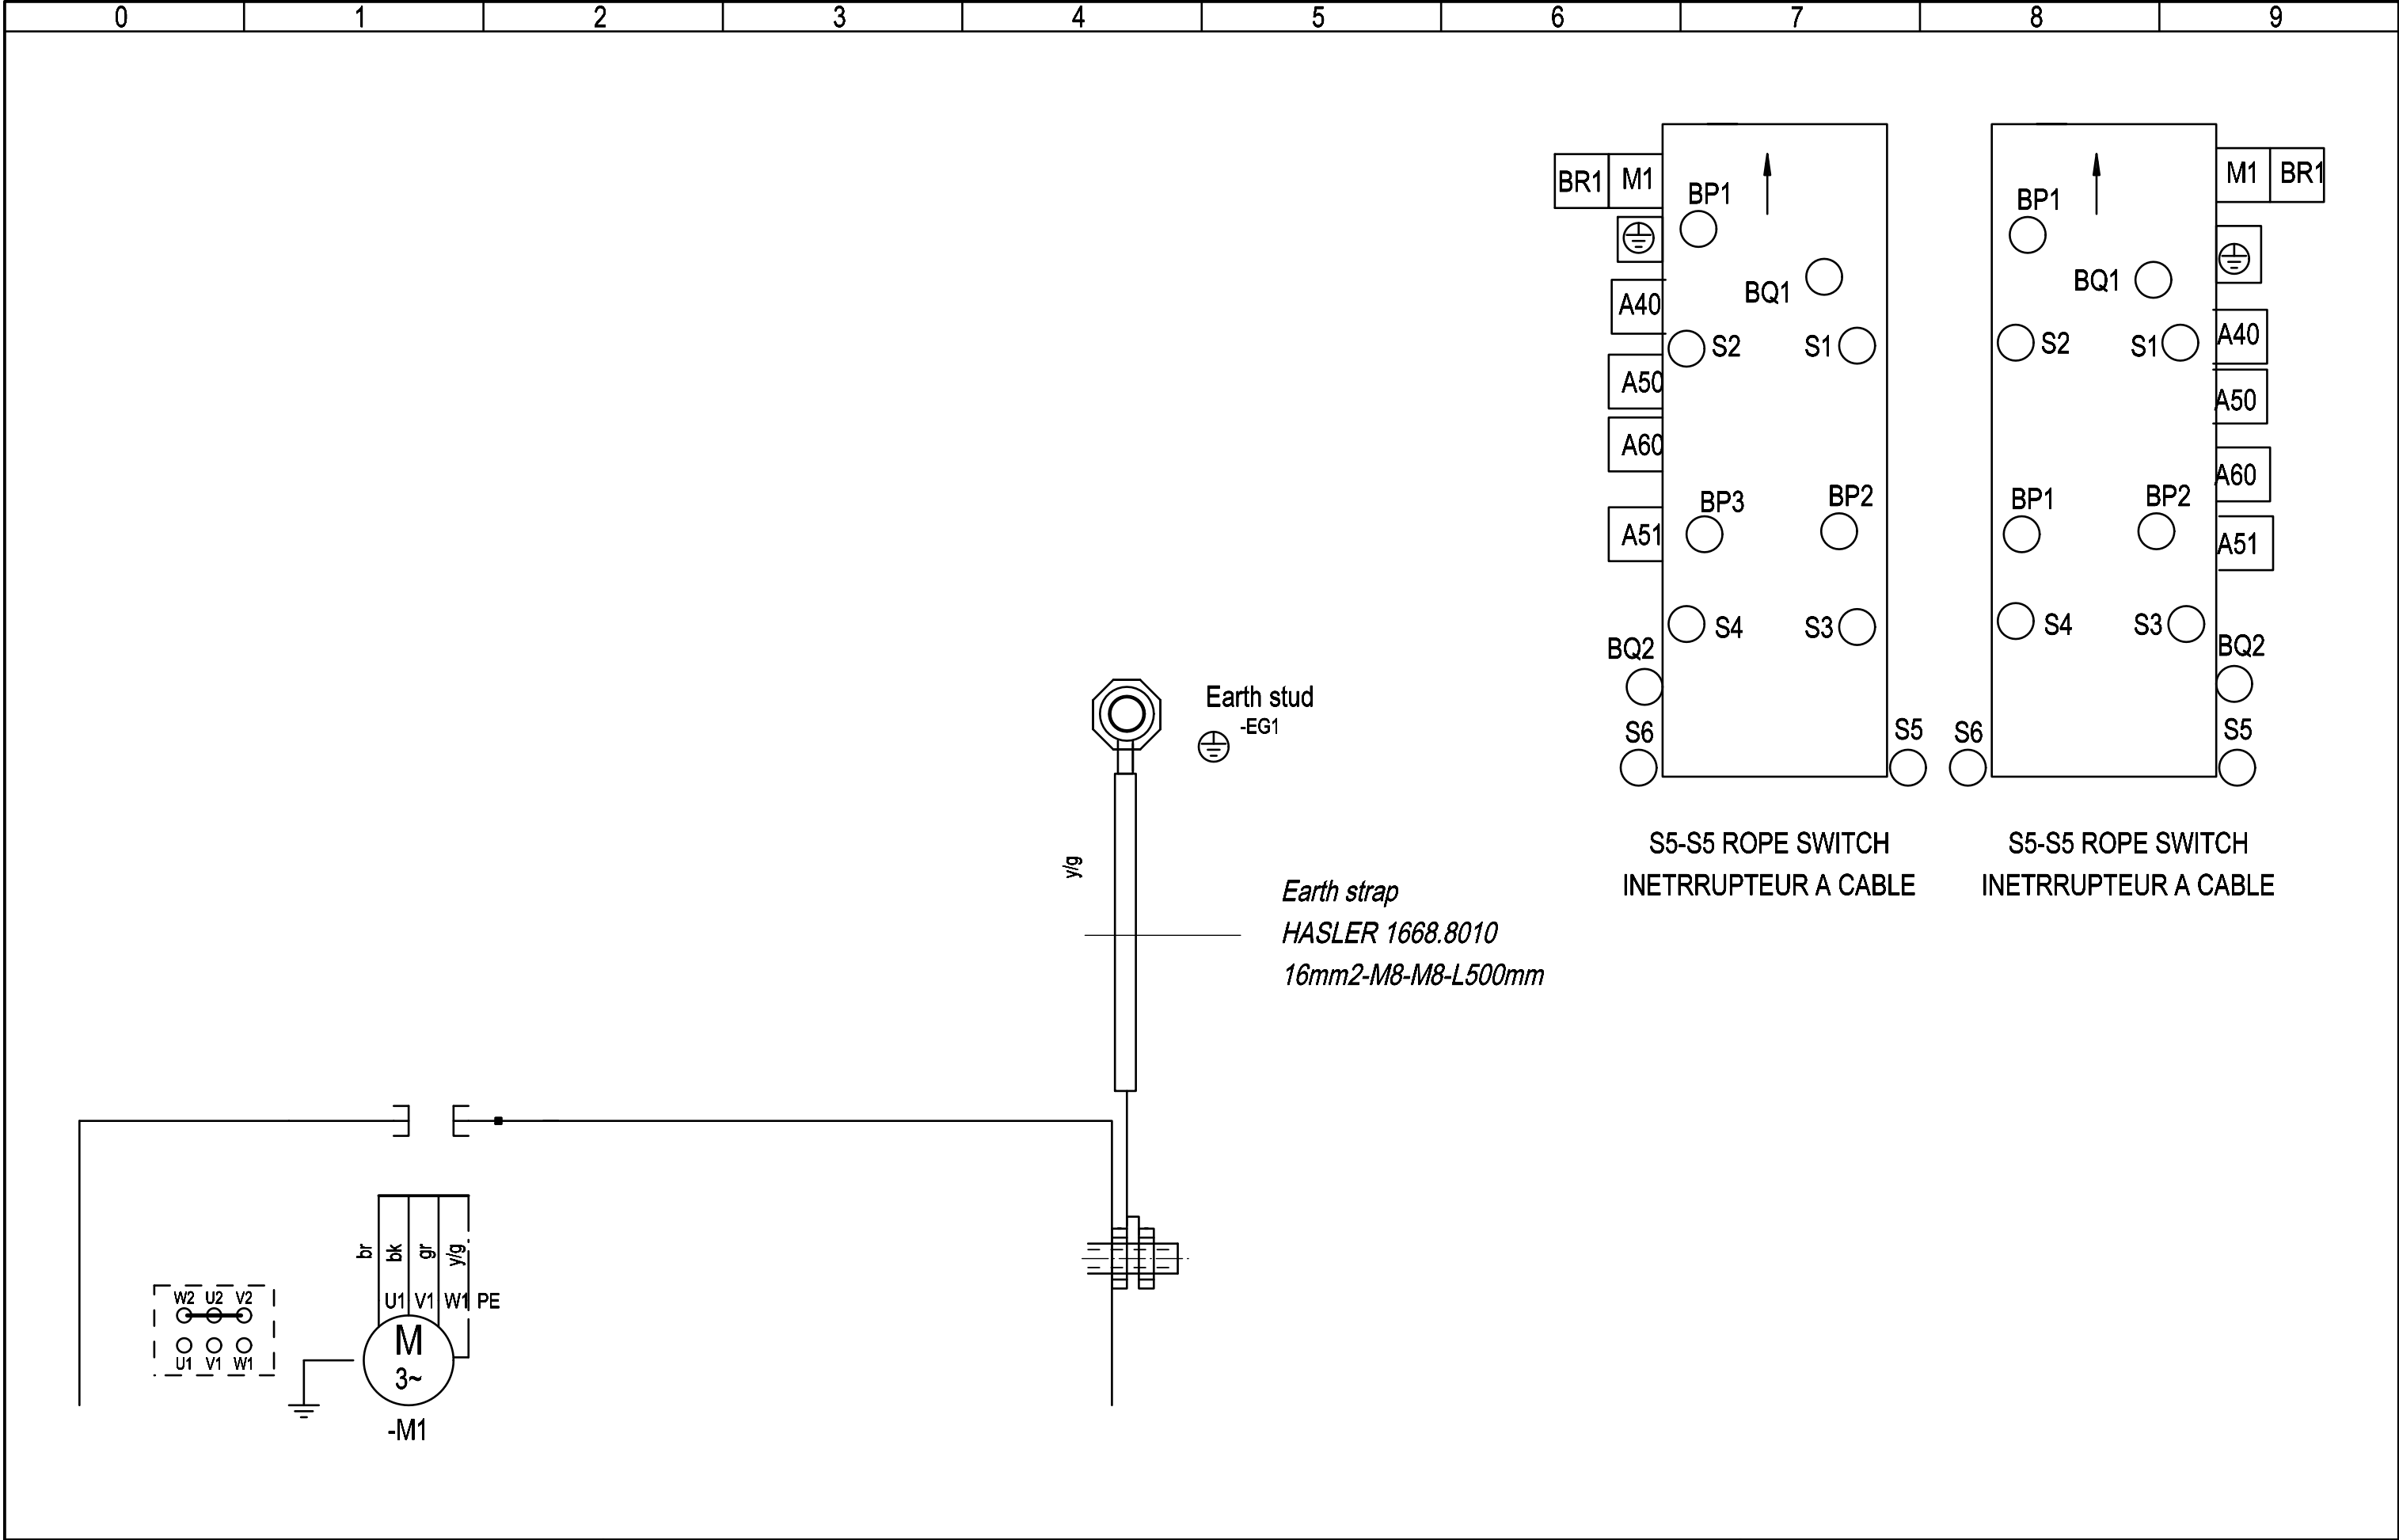 0 1 2 3 4 5 6 7 8 9
BR1 M1
BP1
BQ1
A40
S2 S1
A50
A60
BP3 BP2
A51
S4 S3
BQ2
S6 S5
S5-S5 ROPE SWITCH
INETRRUPTEUR A CABLE
M1 BR1
BP1
BQ1
A40
S2 S1
A50
A60
BP1 BP2
A51
S4 S3
BQ2
S6 S5
S5-S5 ROPE SWITCH
INETRRUPTEUR A CABLE
Earth stud
-EG1
y/g
Earth strap
HASLER 1668.8010
16mm2-M8-M8-L500mm
br bk gr y/g
U1 V1 W1 PE
W2 U2 V2
U1 V1 W1
M
3~
-M1